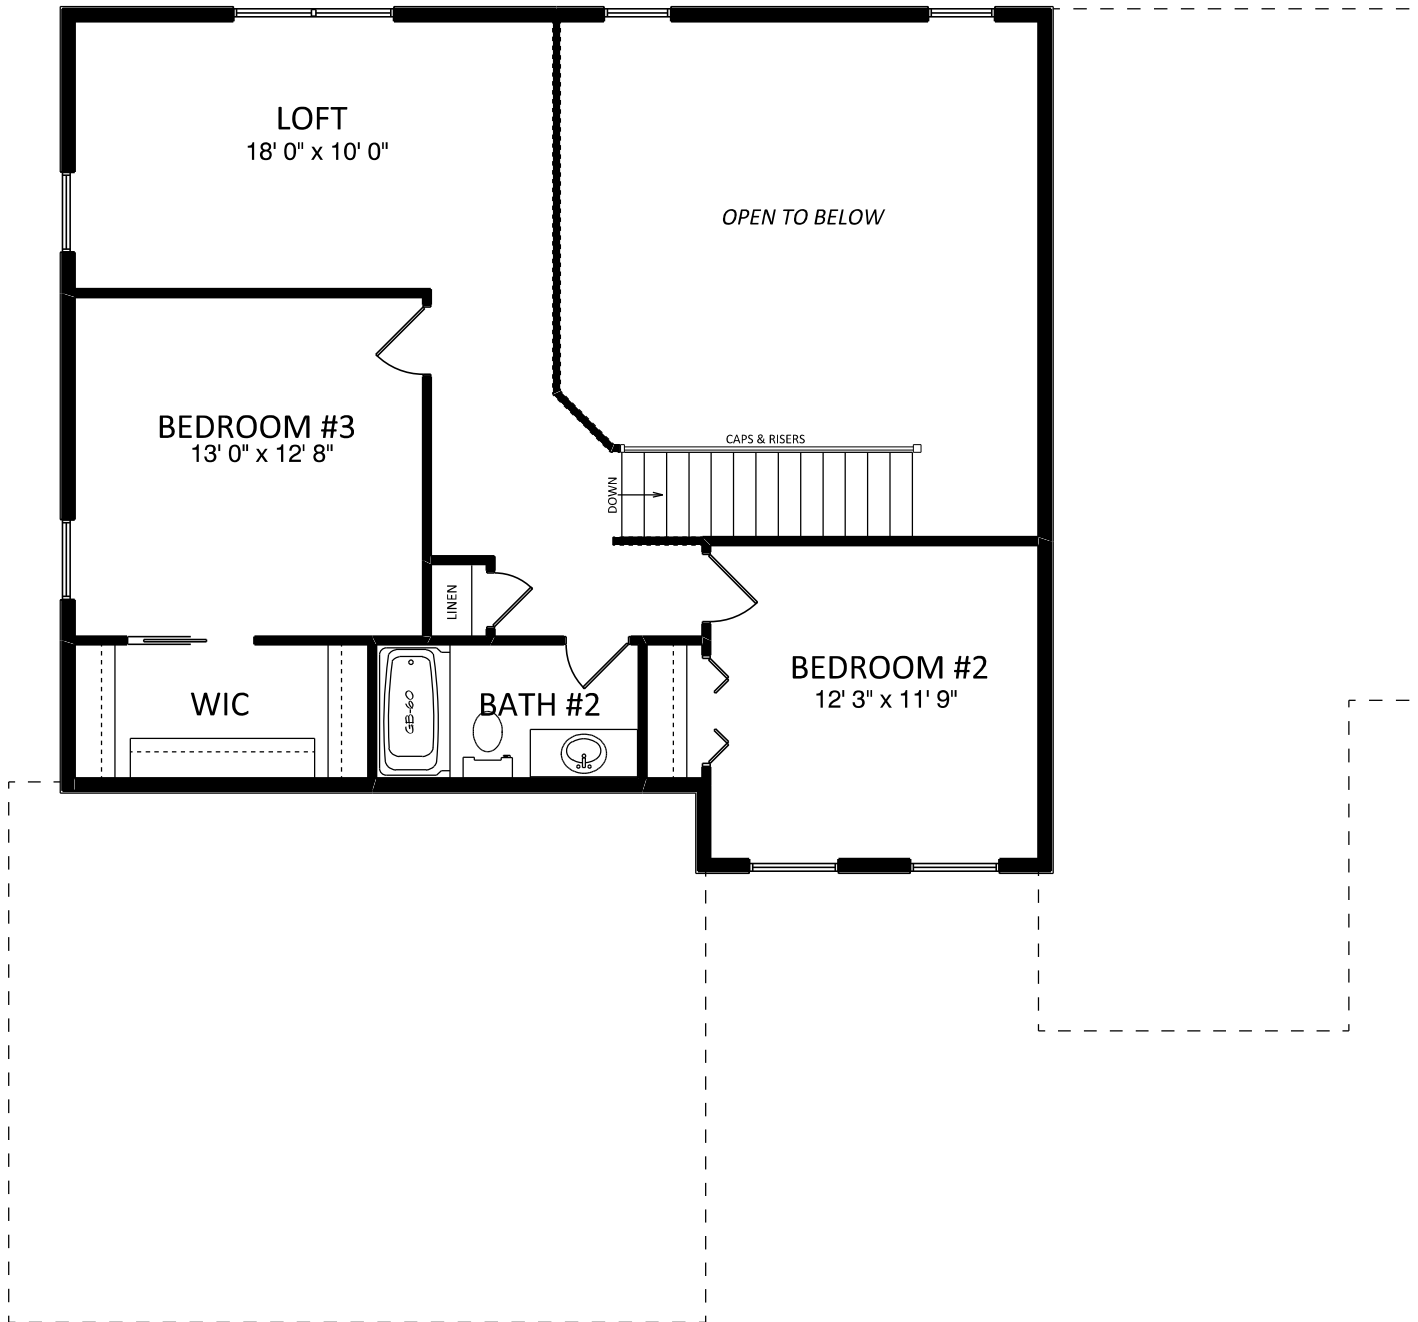 LOFT
18' 0" x 10' 0"
OPEN TO BELOW
BEDROOM #3
13' 0" x 12' 8"
CAPS & RISERS
DOWN
LINEN
BEDROOM #2
12' 3" x 11' 9"
WIC
GB-60
BATH #2